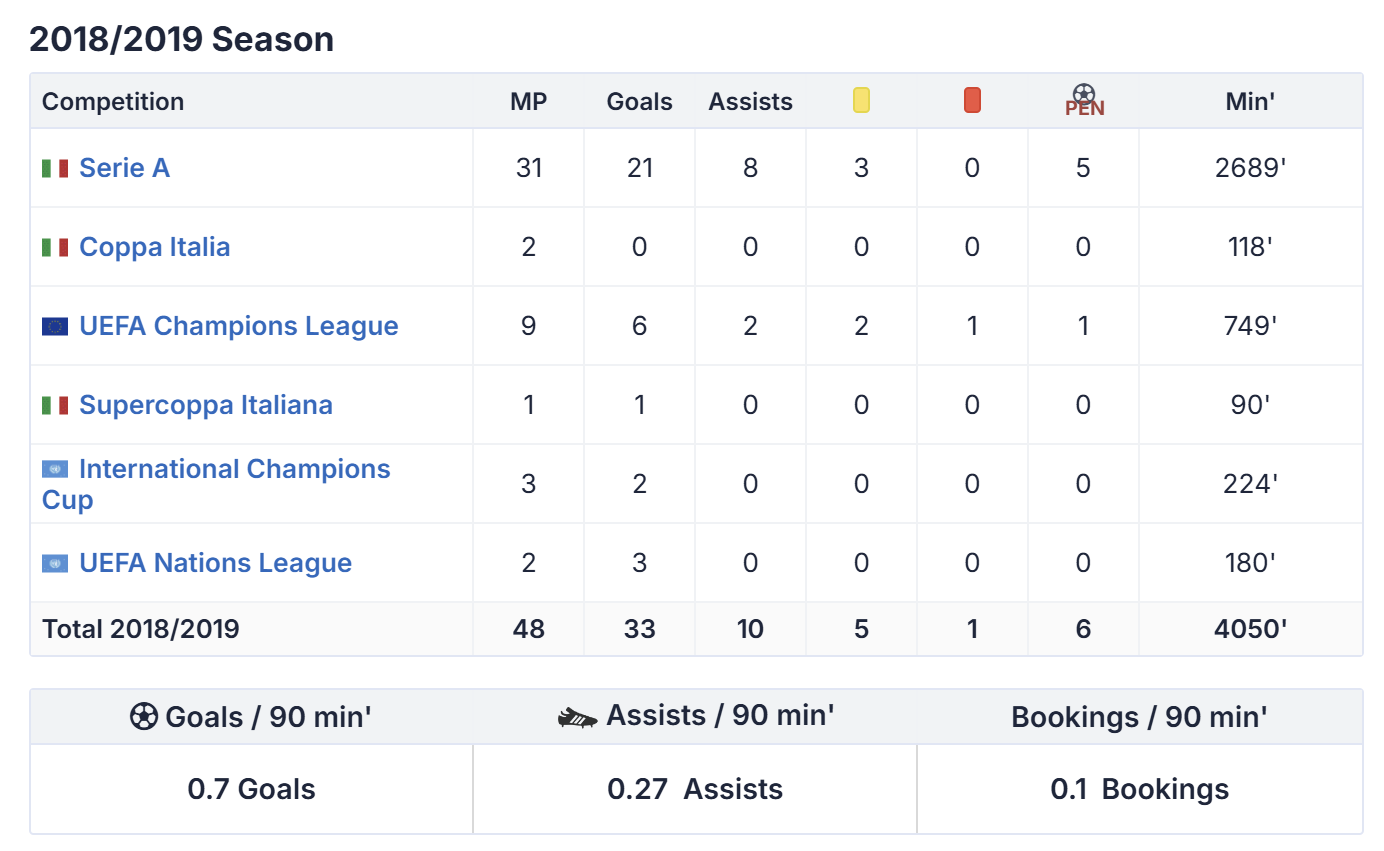 2018/2019 Season
Competition MP Goals Assists PEN Min'
Serie A 31 21 8 3 0 5 2689'
Coppa Italia 2 0 0 0 0 0 118'
UEFA Champions League 9 6 2 2 1 1 749'
Supercoppa Italiana 1 1 0 0 0 0 90'
International Champions
Cup 3 2 0 0 0 0 224'
UEFA Nations League 2 3 0 0 0 0 180'
Total 2018/2019 48 33 10 5 1 6 4050'
Goals / 90 min' Assists / 90 min' Bookings / 90 min'
0.7 Goals 0.27 Assists 0.1 Bookings